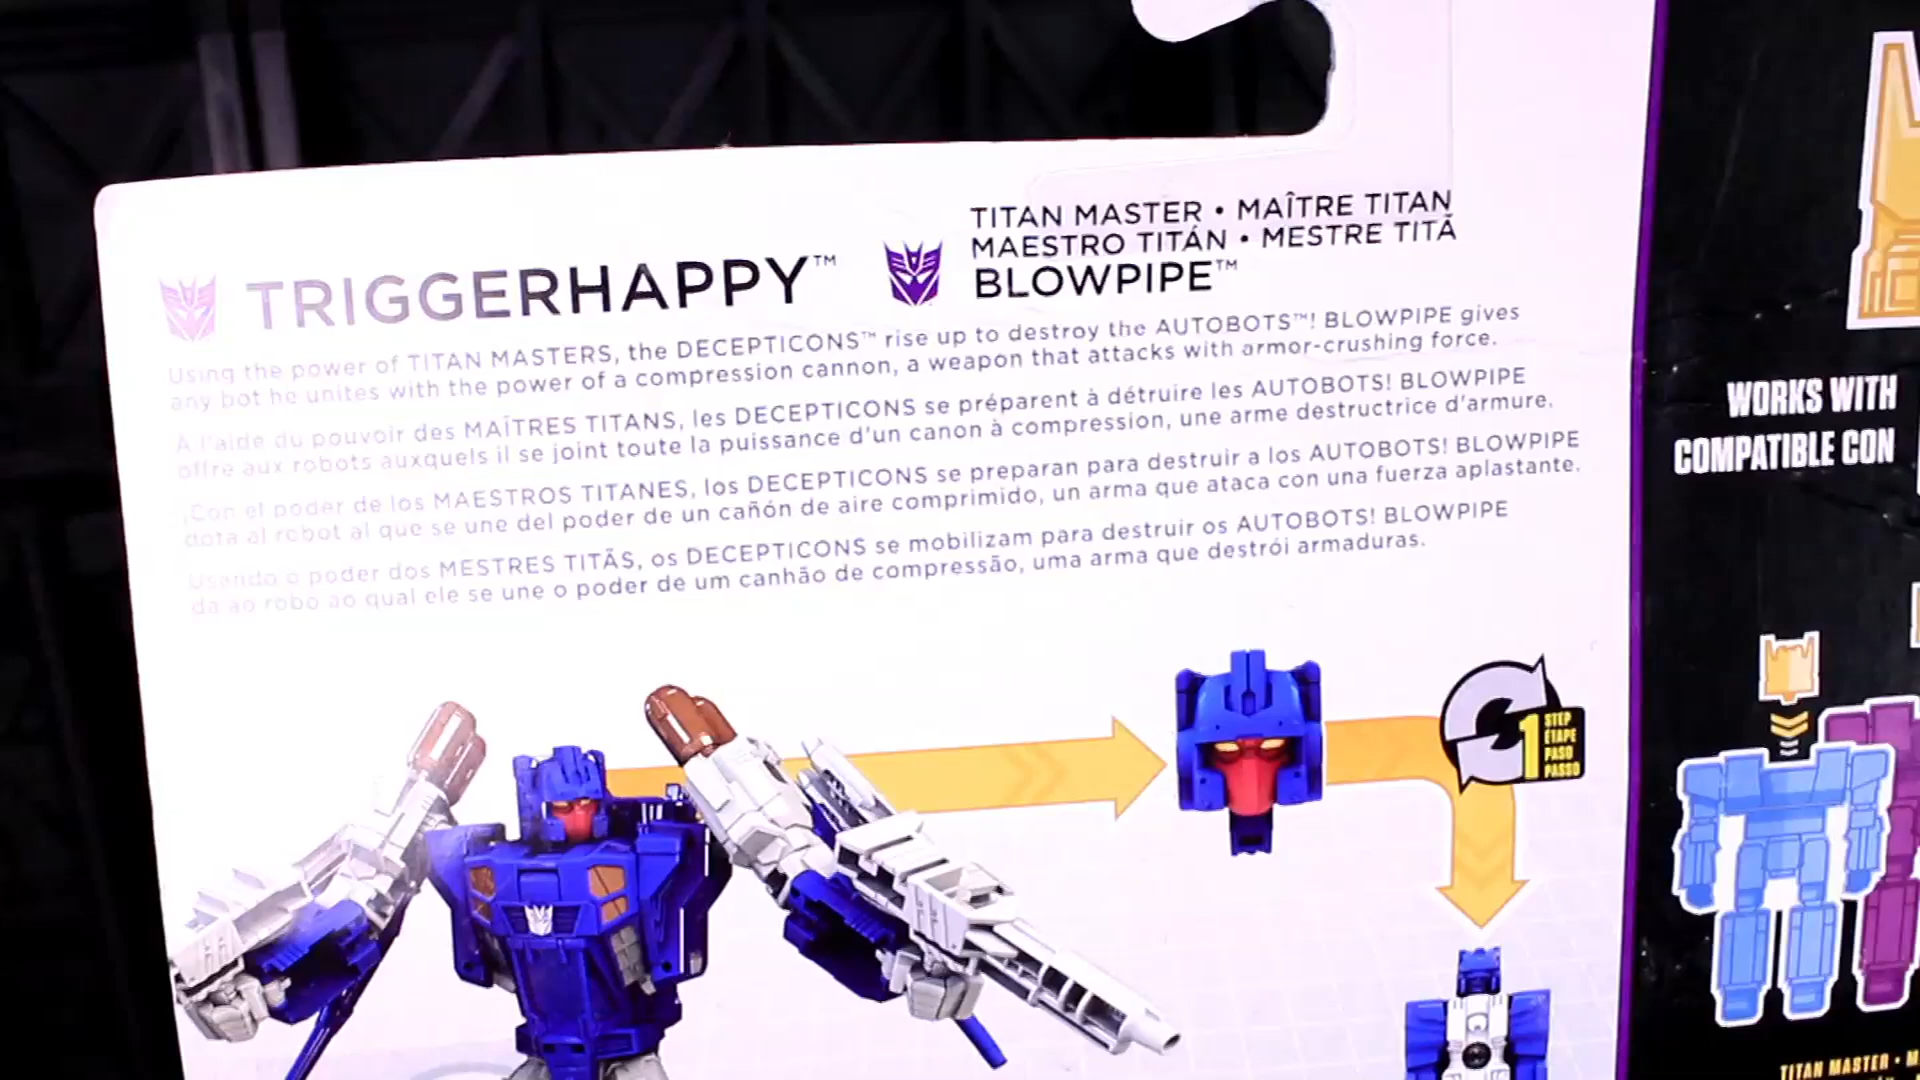 TITAN MASTER • MAÎTRE TITAN
MAESTRO TITÁN • MESTRE TITÃ
TRIGGERHAPPY™
BLOWPIPE™
Using the power of TITAN MASTERS, the DECEPTICONS™ rise up to destroy the AUTOBOTS™! BLOWPIPE gives
any bot he unites with the power of a compression cannon, a weapon that attacks with armor-crushing force.
À l'aide du pouvoir des MAÎTRES TITANS, les DECEPTICONS se préparent à détruire les AUTOBOTS! BLOWPIPE
offre aux robots auxquels il se joint toute la puissance d'un canon à compression, une arme destructrice d'armure.
¡Con el poder de los MAESTROS TITANES, los DECEPTICONS se preparan para destruir a los AUTOBOTS! BLOWPIPE
dota al robot al que se une del poder de un cañón de aire comprimido, un arma que ataca con una fuerza aplastante.
Usando o poder dos MESTRES TITÃS, os DECEPTICONS se mobilizam para destruir os AUTOBOTS! BLOWPIPE
dá ao robô ao qual ele se une o poder de um canhão de compressão, uma arma que destrói armaduras.
1 STEP
ÉTAPE
PASO
PASSO
WORKS WITH
COMPATIBLE CON
TITAN MASTER • M